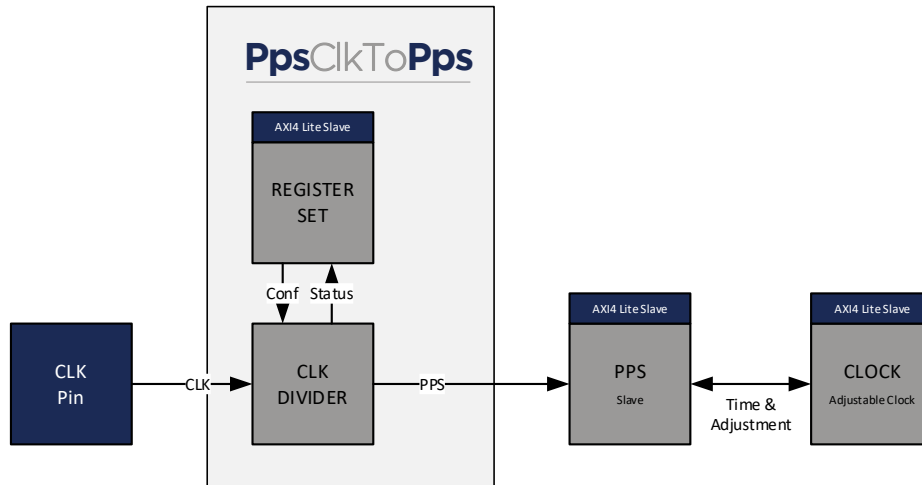 PpsClkToPps
AXI4 Lite Slave
REGISTER
SET
Conf
Status
CLK
Pin
CLK
CLK
DIVIDER
PPS
AXI4 Lite Slave
PPS
Slave
Time &
Adjustment
AXI4 Lite Slave
CLOCK
Adjustable Clock